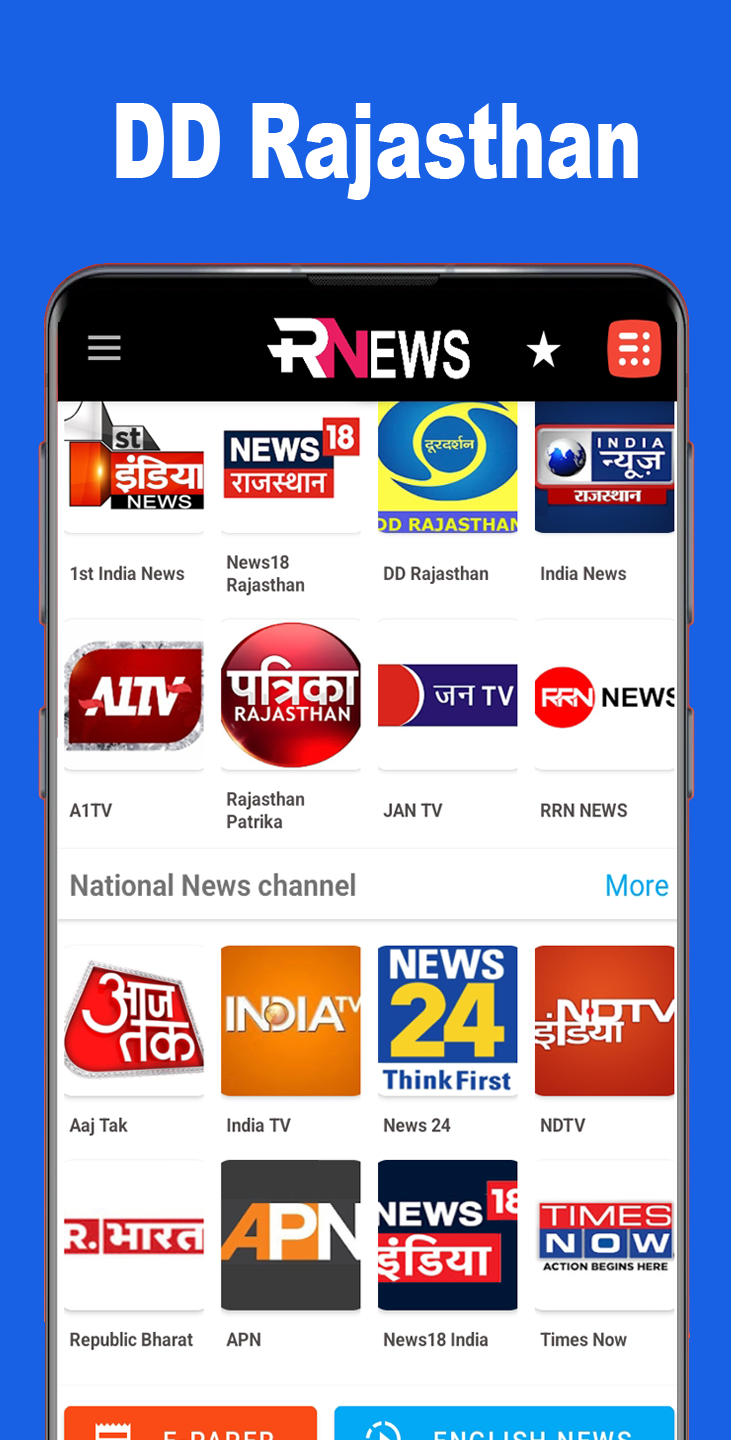 DD Rajasthan
RNEWS
1st
इंडिया
NEWS
NEWS 18
राजस्थान
दूरदर्शन
DD RAJASTHAN
INDIA
न्यूज़
राजस्थान
1st India News
News18
Rajasthan
DD Rajasthan
India News
A1TV
पत्रिका
RAJASTHAN
जन TV
RRN NEWS
A1TV
Rajasthan
Patrika
JAN TV
RRN NEWS
National News channel
More
आज
तक
INDIA TV
NEWS
24
Think First
NDTV
इंडिया
Aaj Tak
India TV
News 24
NDTV
R. भारत
APN
NEWS 18
इंडिया
TIMES
NOW
ACTION BEGINS HERE
Republic Bharat
APN
News18 India
Times Now
E-PAPER
ENGLISH NEWS